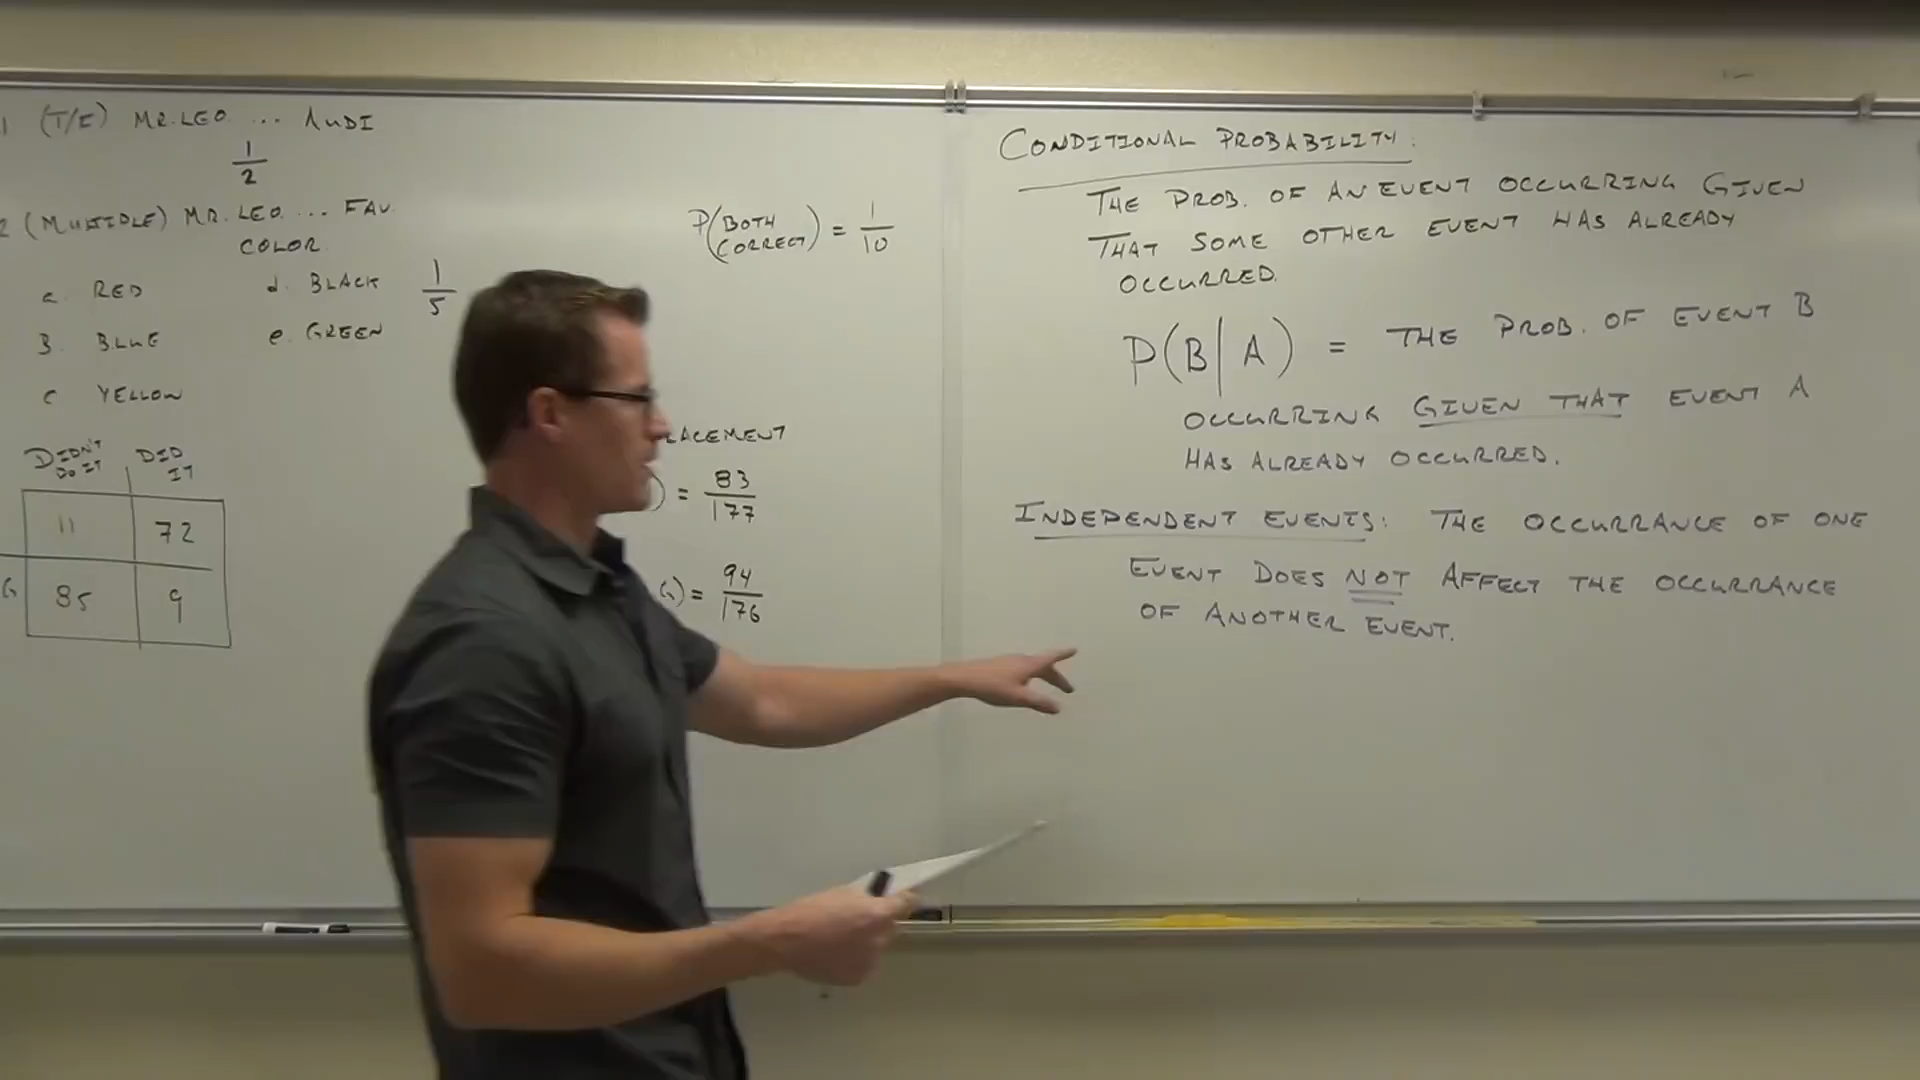 1 (T/F) MR. LEO ... AUDI
1
2
2 (MULTIPLE) MR. LEO ... FAV.
COLOR
a. RED
d. BLACK
1
5
B. BLUE
e. GREEN
c YELLOW
DIDN'T
DO IT
DID
IT
11
72
G
85
9
P(BOTH
CORRECT) = 1
10
LACEMENT
) = 83
177
G) = 94
176
CONDITIONAL PROBABILITY:
THE PROB. OF AN EVENT OCCURRING GIVEN
THAT SOME OTHER EVENT HAS ALREADY
OCCURRED.
P(B|A) = THE PROB. OF EVENT B
OCCURRING GIVEN THAT EVENT A
HAS ALREADY OCCURRED.
INDEPENDENT EVENTS: THE OCCURRANCE OF ONE
EVENT DOES NOT AFFECT THE OCCURRANCE
OF ANOTHER EVENT.